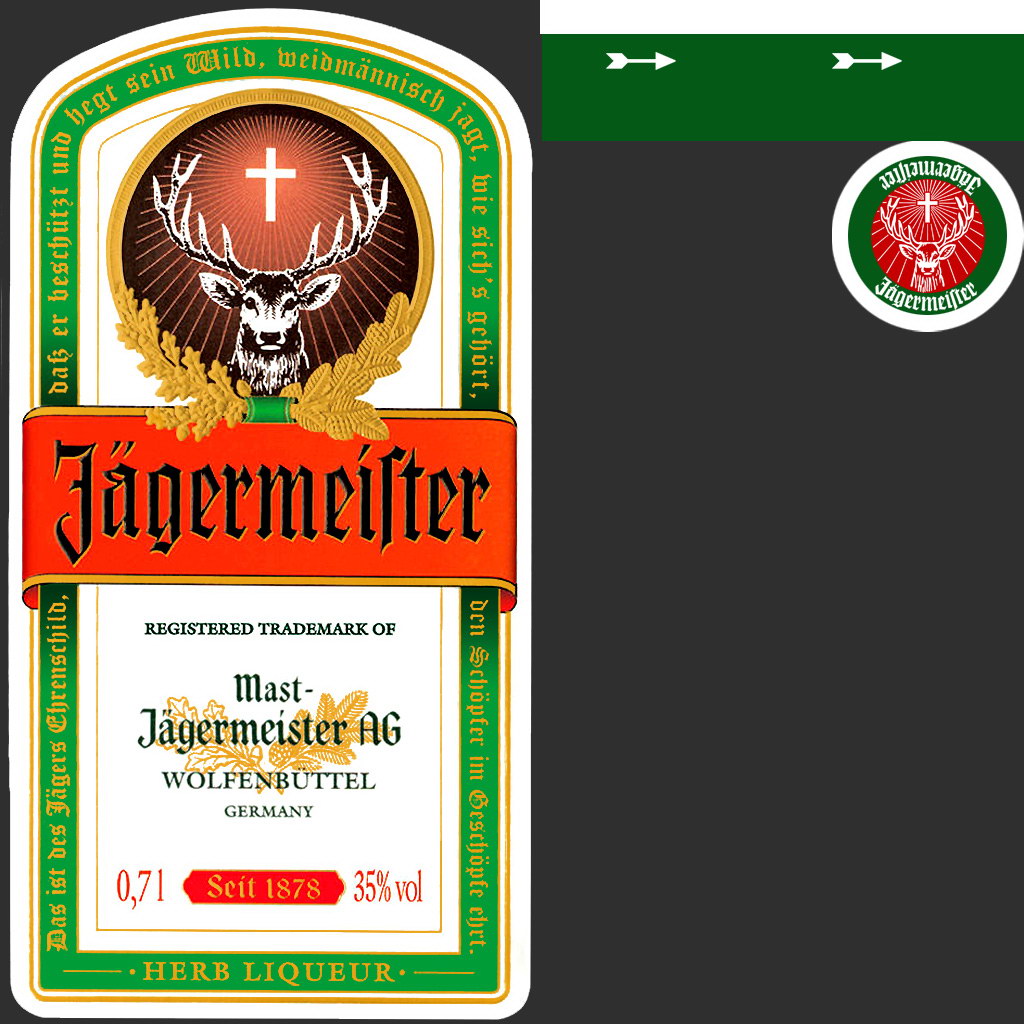 Das ist des Jägers Ehrenschild,
daß er beschützt und hegt sein Wild, weidmännisch jagt, wie sich's gehört,
den Schöpfer im Geschöpfe ehrt.
Jägermeiſter
REGISTERED TRADEMARK OF
Mast-
Jägermeister AG
WOLFENBÜTTEL
GERMANY
0,7 l
Seit 1878
35% vol
· HERB LIQUEUR ·
Jägermeiſter
Jägermeiſter